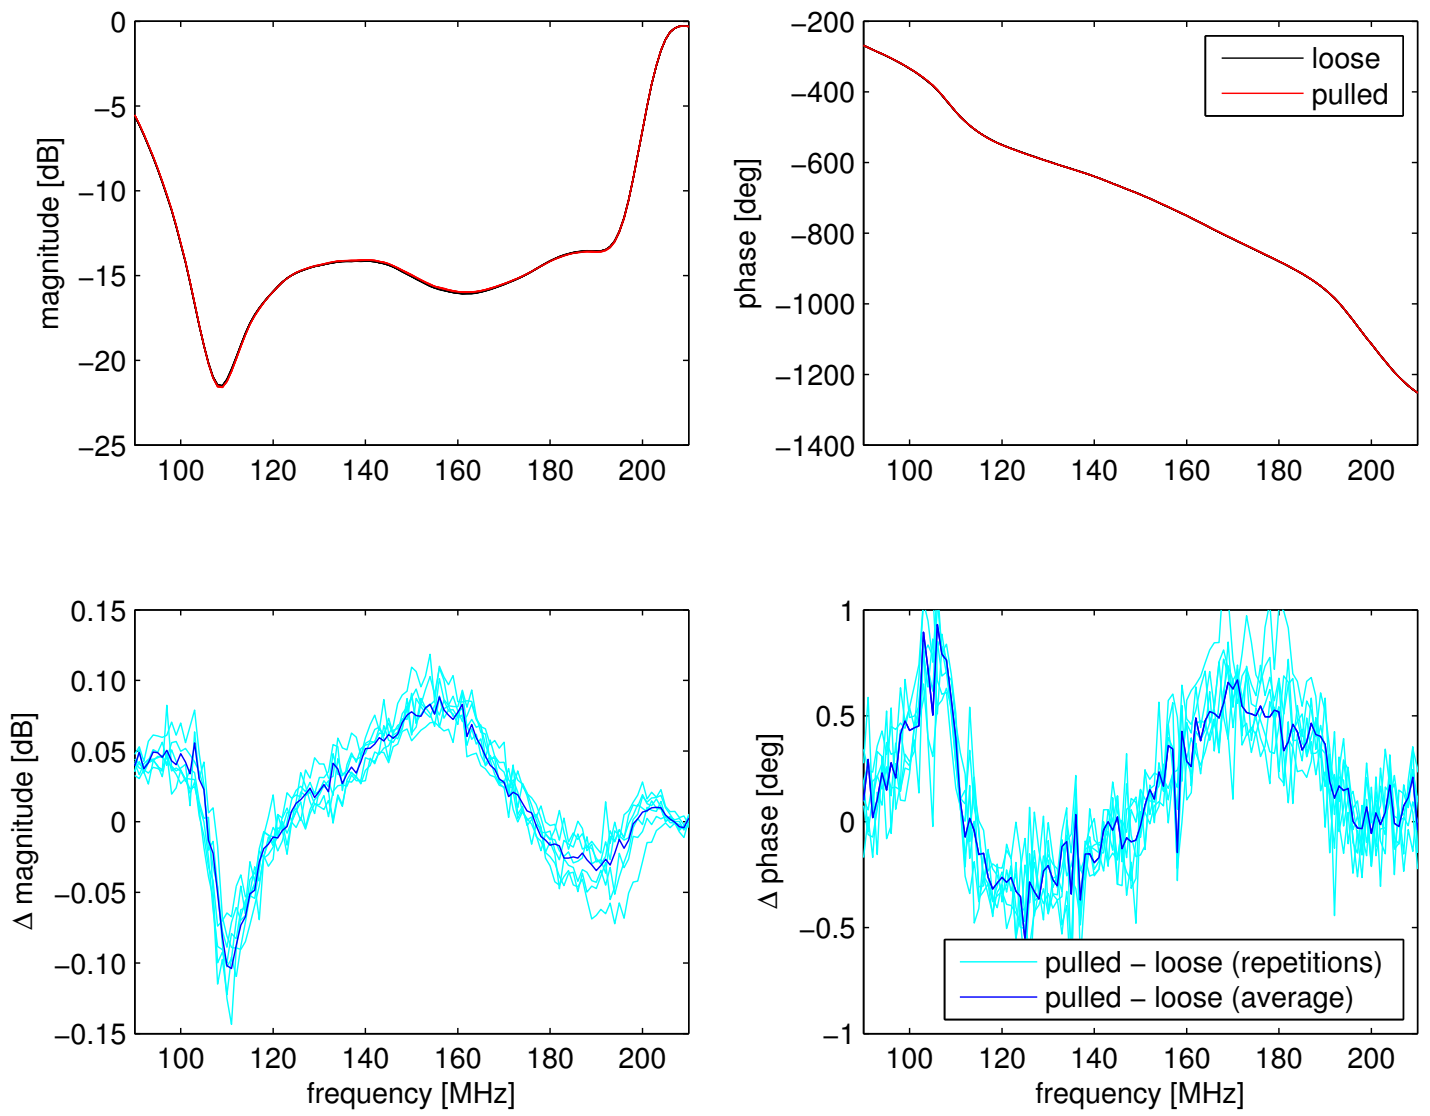 0
−5
−10
−15
−20
−25
magnitude [dB]
100 120 140 160 180 200
−200
−400
−600
−800
−1000
−1200
−1400
phase [deg]
100 120 140 160 180 200
loose
pulled
0.15
0.10
0.05
0
−0.05
−0.10
−0.15
Δ magnitude [dB]
100 120 140 160 180 200
frequency [MHz]
1
0.5
0
−0.5
−1
Δ phase [deg]
100 120 140 160 180 200
frequency [MHz]
pulled − loose (repetitions)
pulled − loose (average)